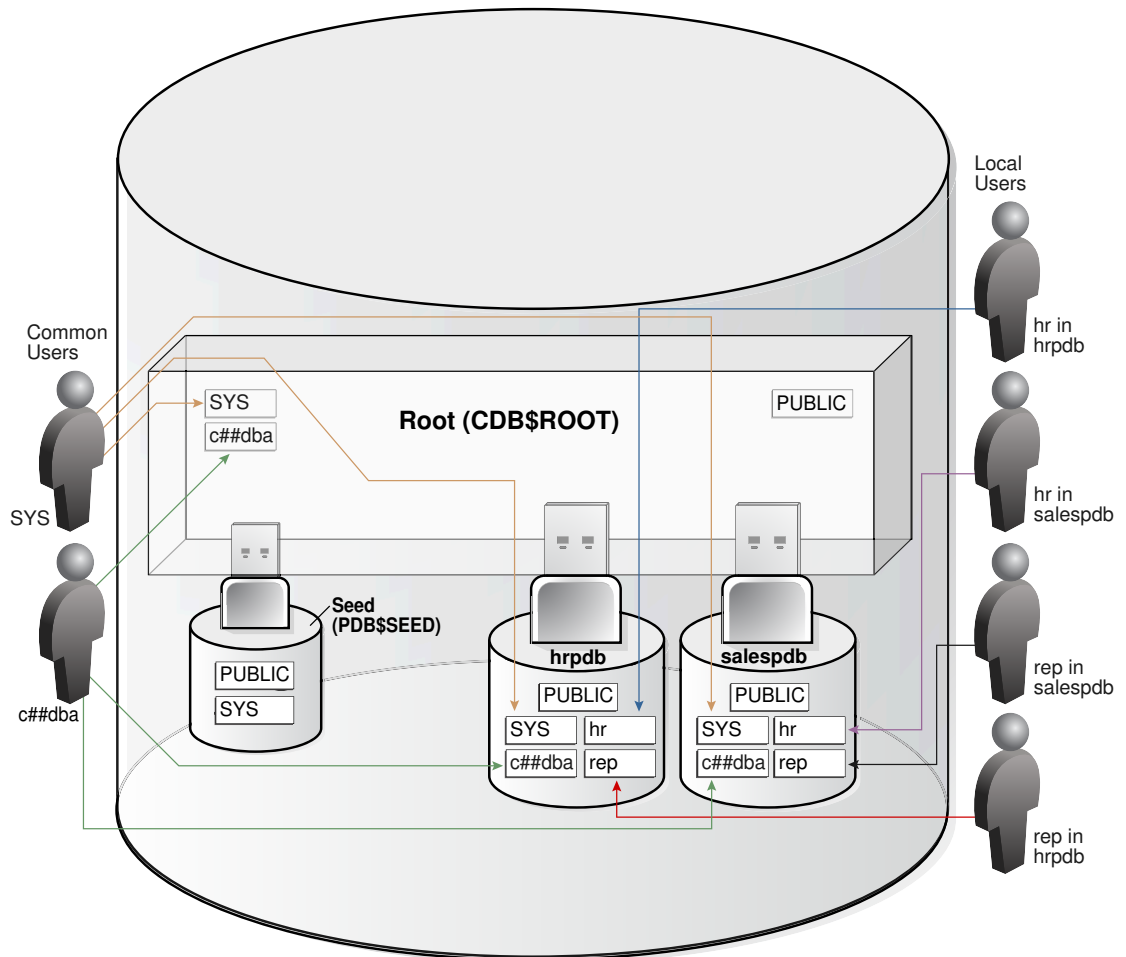 Local
Users
hr in
hrpdb
Common
Users
SYS
c##dba
Root (CDB$ROOT)
PUBLIC
SYS
hr in
salespdb
Seed
(PDB$SEED)
hrpdb
salespdb
PUBLIC
SYS
PUBLIC
SYS
hr
c##dba
rep
PUBLIC
SYS
hr
c##dba
rep
c##dba
rep in
salespdb
rep in
hrpdb